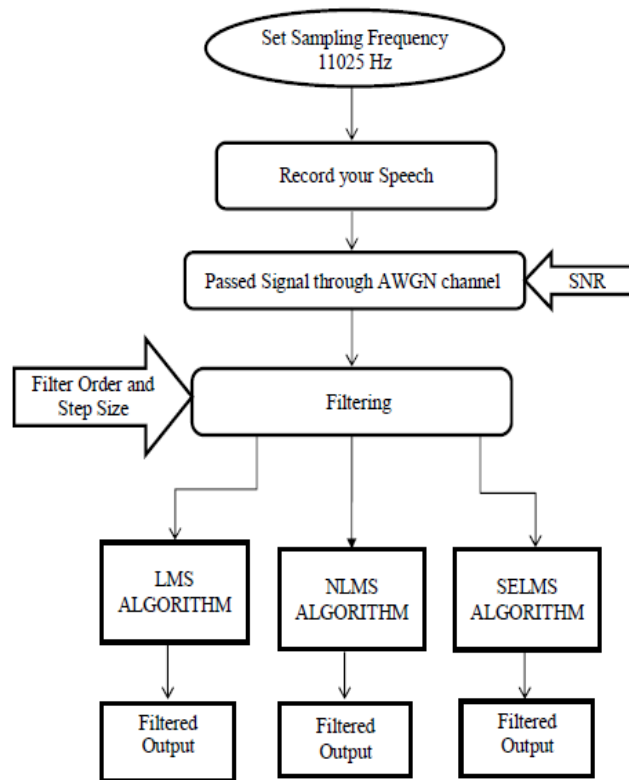 Set Sampling Frequency
11025 Hz
Record your Speech
Passed Signal through AWGN channel
SNR
Filter Order and
Step Size
Filtering
LMS
ALGORITHM
NLMS
ALGORITHM
SELMS
ALGORITHM
Filtered
Output
Filtered
Output
Filtered
Output